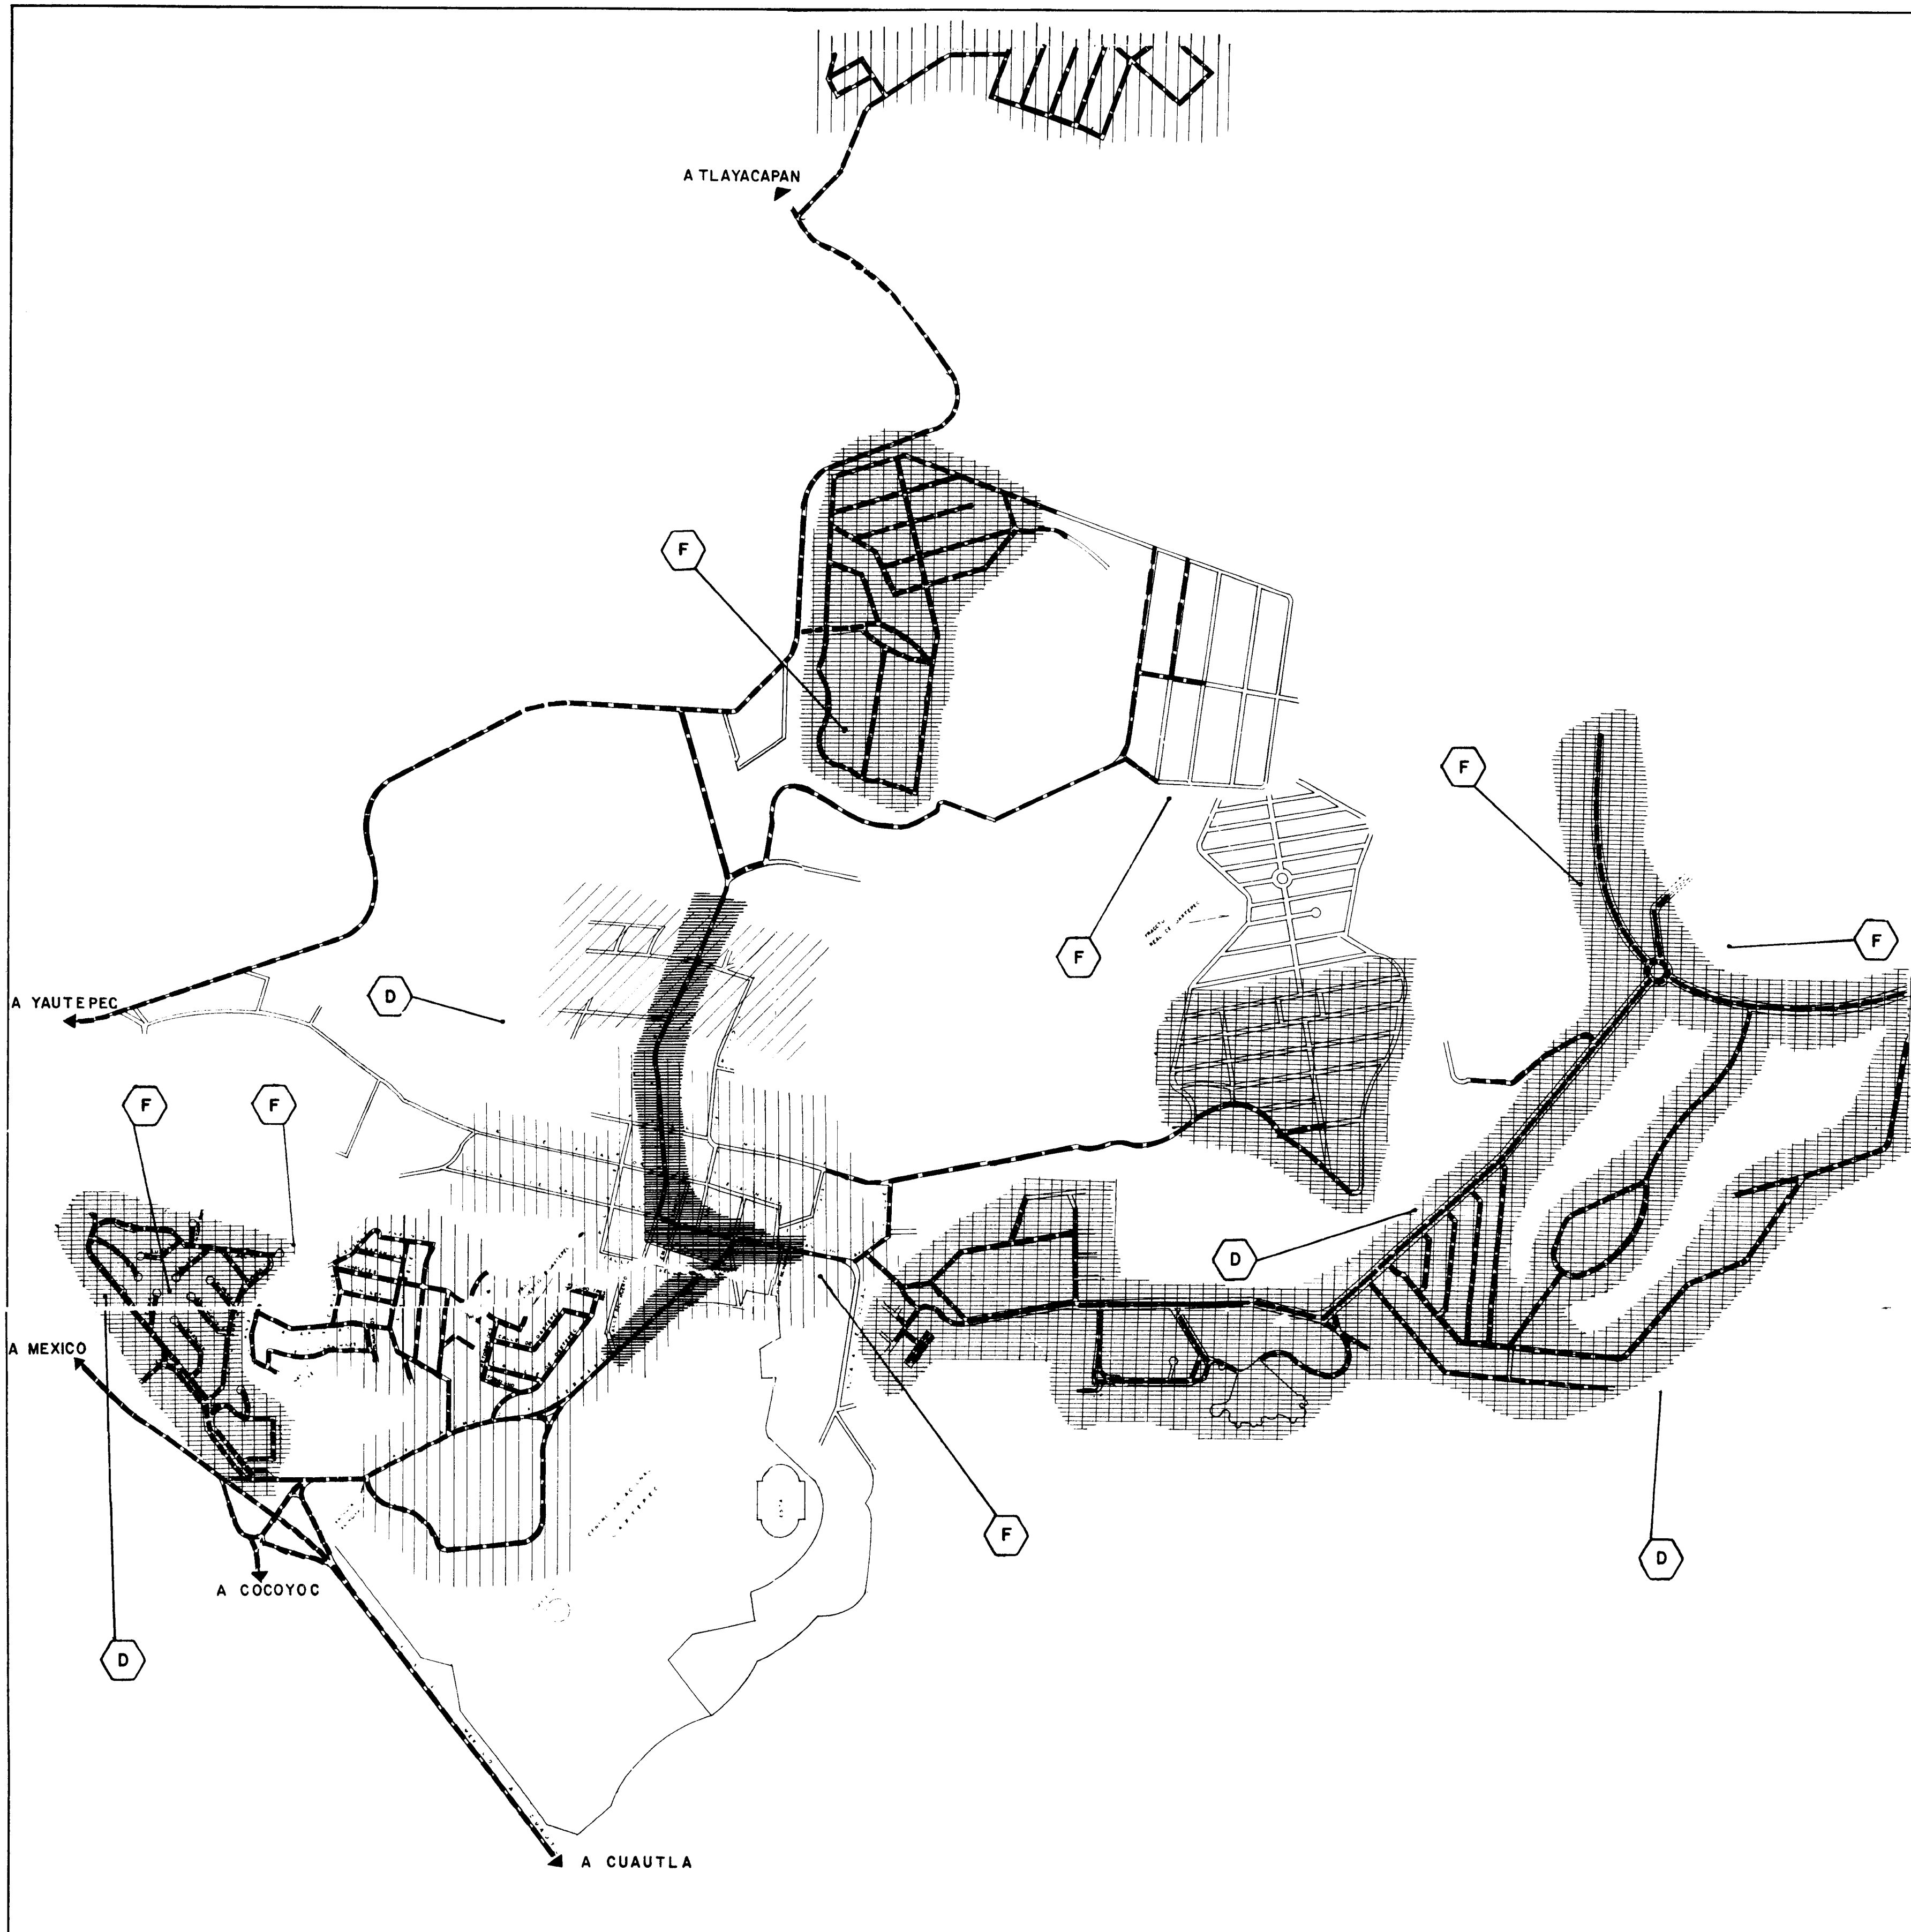 A TLAYACAPAN
F
F
F
F
D
A YAUTEPEC
F
F
D
A MEXICO
F
D
A COCOYOC
D
A CUAUTLA